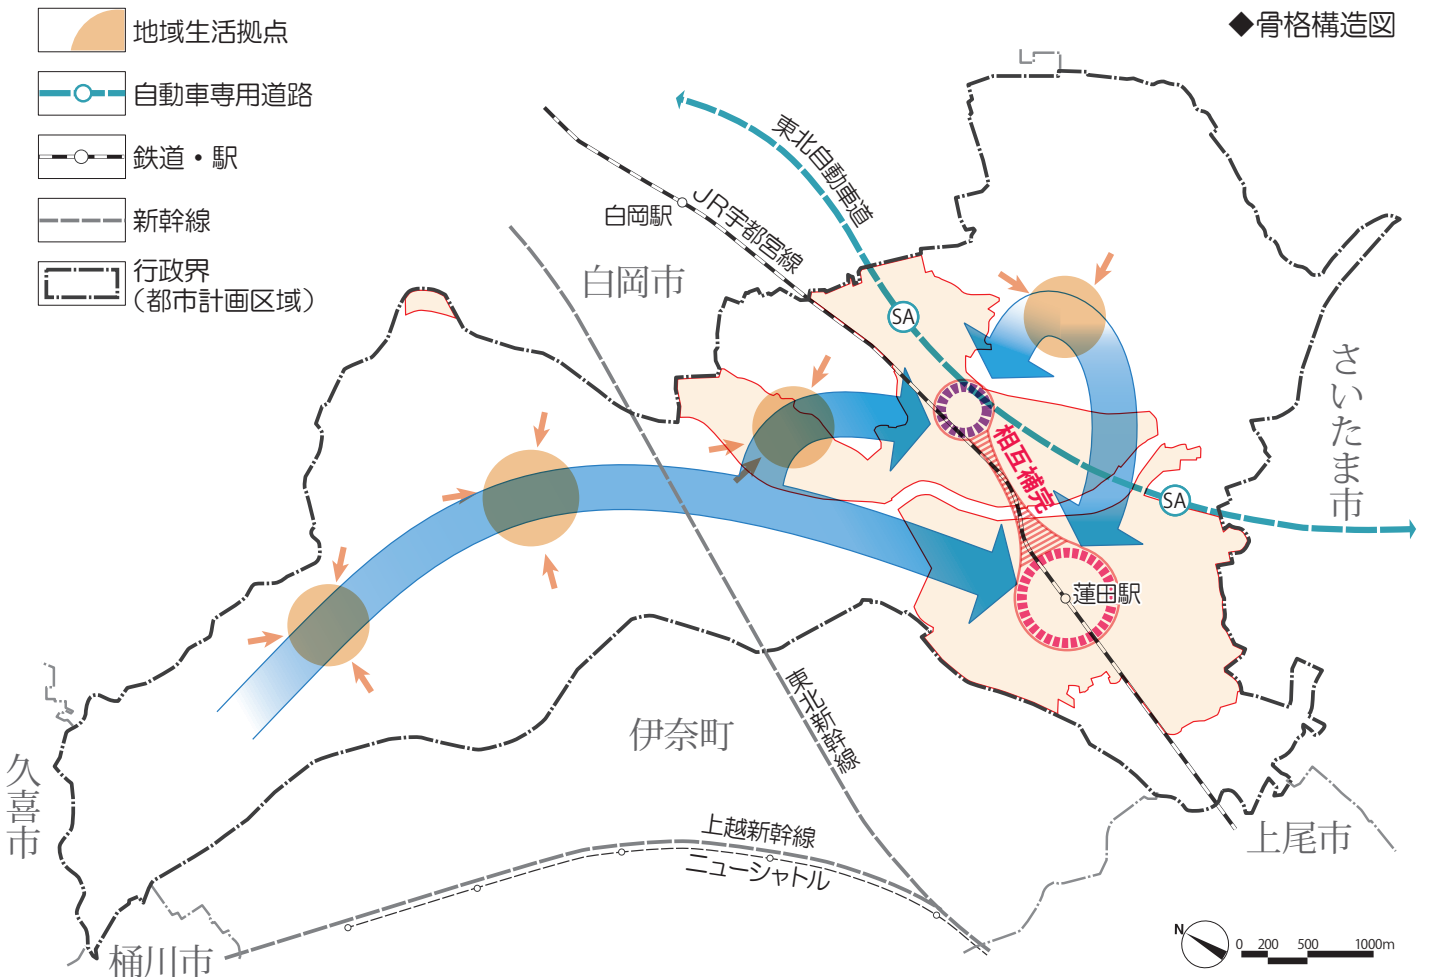 ◆骨格構造図
地域生活拠点
自動車専用道路
鉄道・駅
新幹線
行政界
（都市計画区域）
東北自動車道
JR宇都宮線
白岡駅
白岡市
SA
さいたま市
相互補完
SA
蓮田駅
東北新幹線
伊奈町
久喜市
上越新幹線
ニューシャトル
上尾市
桶川市
N
0 200 500 1000m